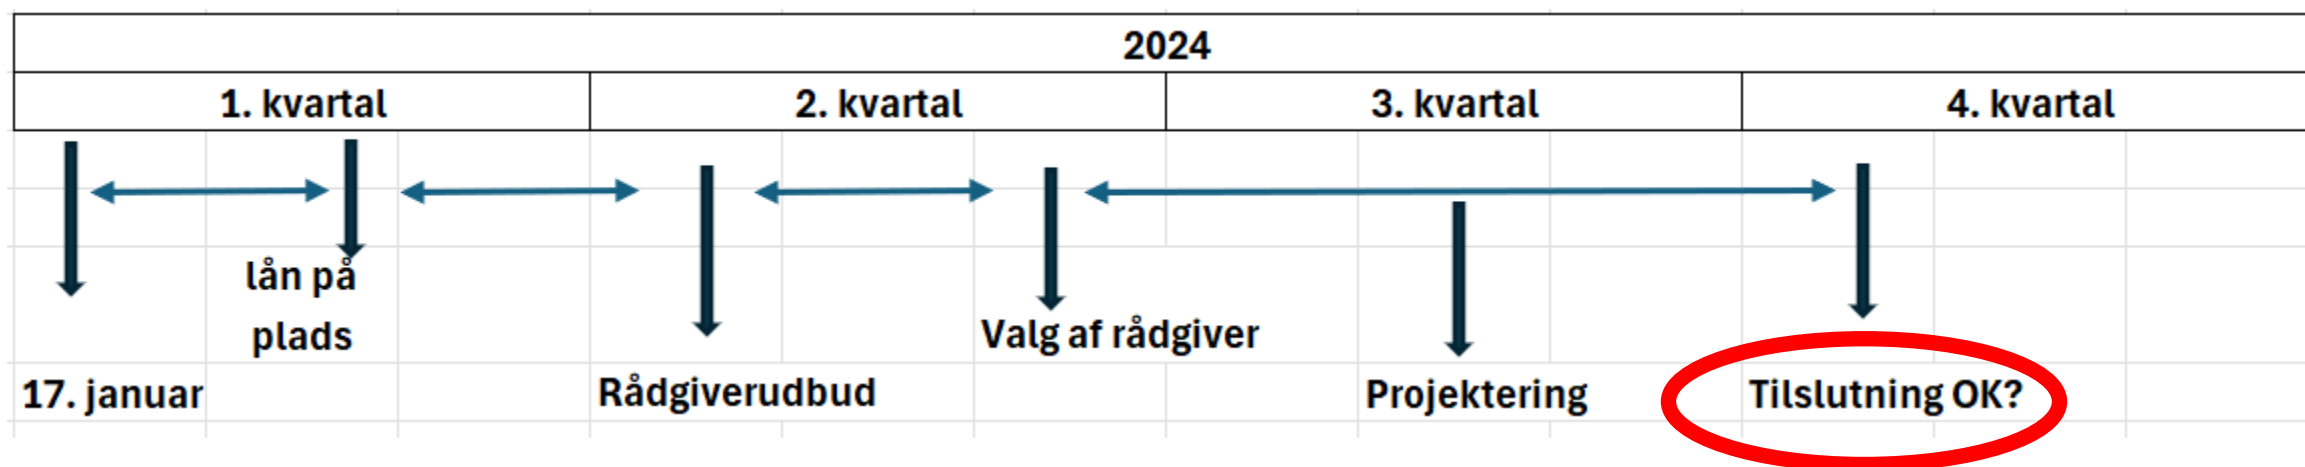 2024
1. kvartal 2. kvartal 3. kvartal 4. kvartal
lån på
plads
Valg af rådgiver
17. januar Rådgiverudbud Projektering Tilslutning OK?